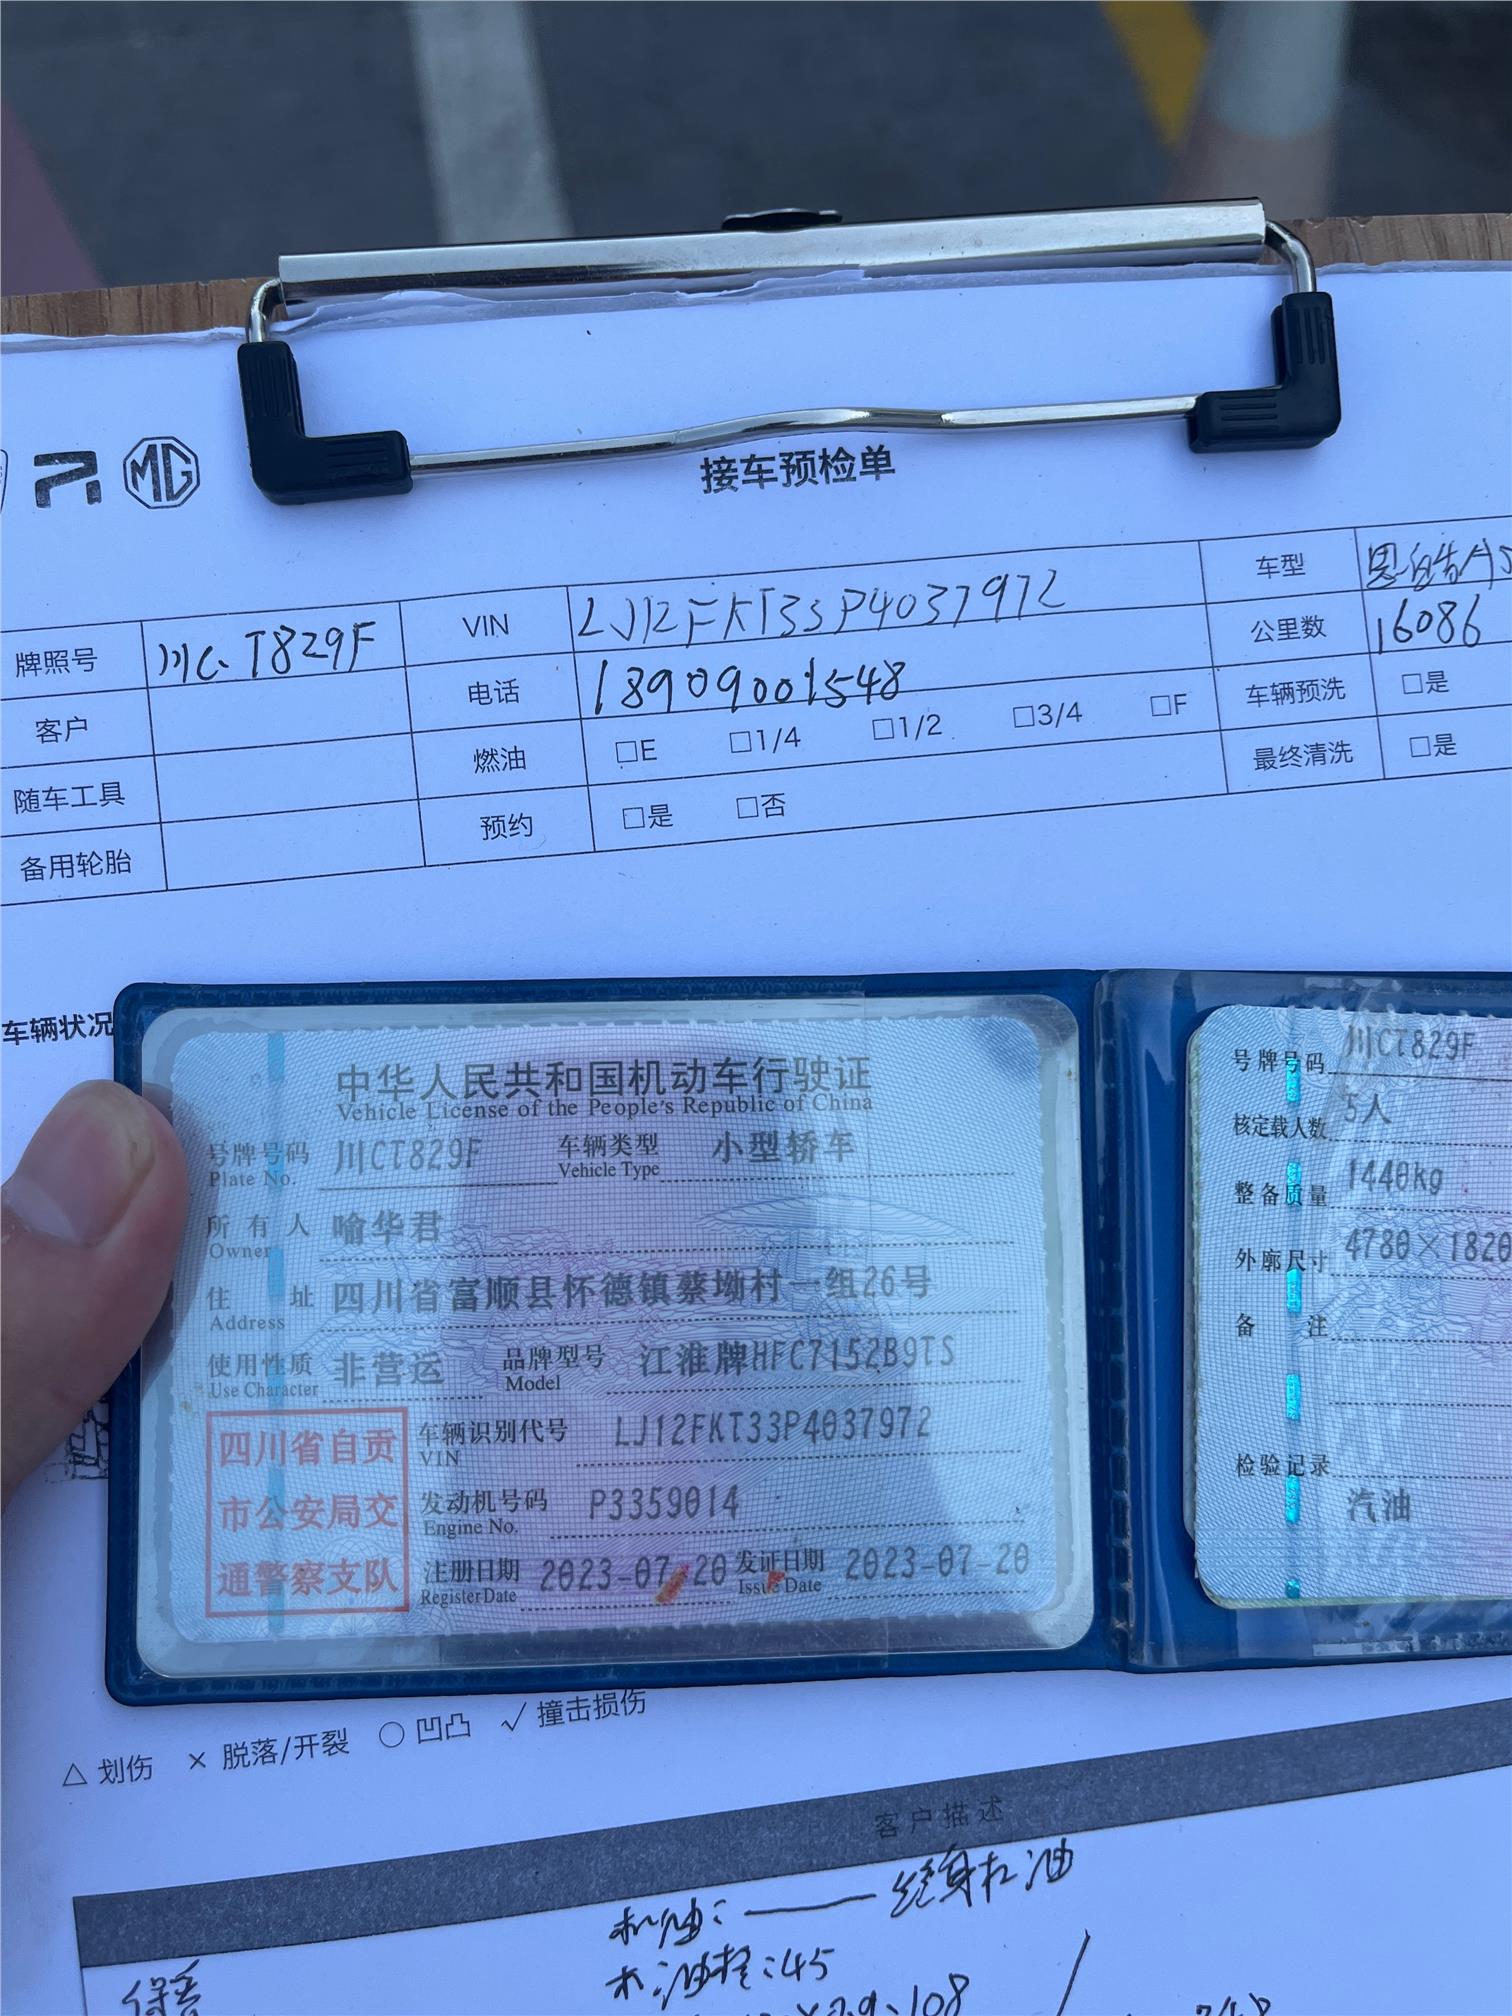 MG
接车预检单
牌照号 川C·T829F VIN LJ12FKT33P4037972 车型
客户 电话 18909001548 公里数 16086
随车工具 燃油 □E □1/4 □1/2 □3/4 □F 车辆预洗 □是
备用轮胎 预约 □是 □否 最终清洗 □是
车辆状况
中华人民共和国机动车行驶证
Vehicle License of the People's Republic of China
号牌号码 川CT829F 车辆类型 小型轿车
Plate No. Vehicle Type
所有人 喻华君
Owner
住址 四川省富顺县怀德镇蔡坳村一组26号
Address
使用性质 非营运 品牌型号 江淮牌HFC7152B9TS
Use Character Model
四川省自贡
市公安局交
通警察支队
车辆识别代号 LJ12FKT33P4037972
VIN
发动机号码 P3359014
Engine No.
注册日期 2023-07-20 发证日期 2023-07-20
Register Date Issue Date
号牌号码 川CT829F
核定载人数 5人
整备质量 1440kg
外廓尺寸 4780×1820
备注
检验记录
汽油
△ 划伤 × 脱落/开裂 ○ 凹凸 √ 撞击损伤
客户描述
机油:
保养